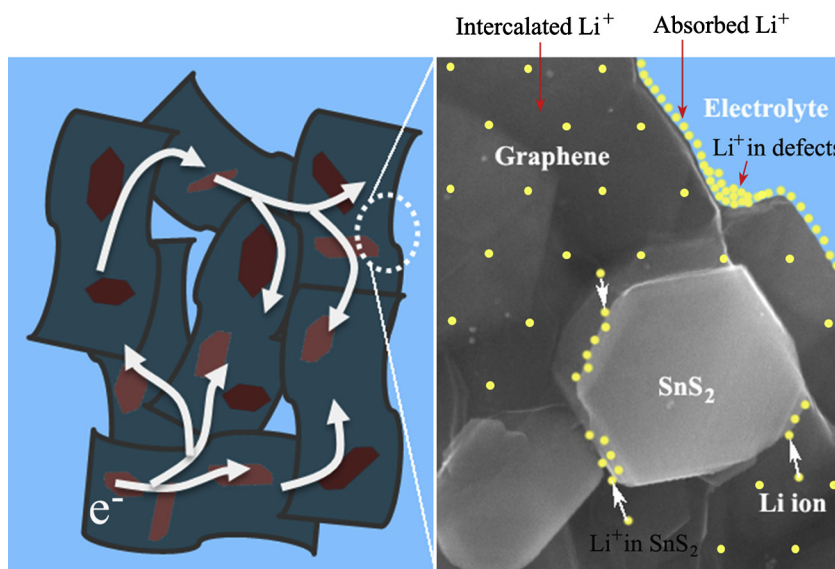 Intercalated Li⁺
Absorbed Li⁺
Electrolyte
Graphene
Li⁺in defects
SnS₂
Li ion
e⁻
Li⁺in SnS₂